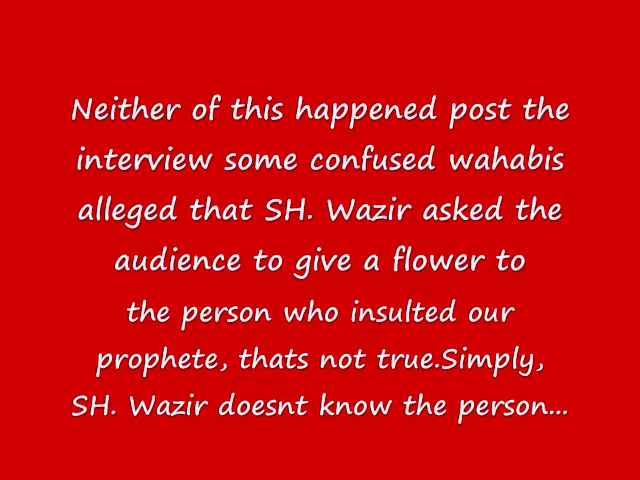 Neither of this happened post the
interview some confused wahabis
alleged that SH. Wazir asked the
audience to give a flower to
the person who insulted our
prophete, thats not true.Simply,
SH. Wazir doesnt know the person...